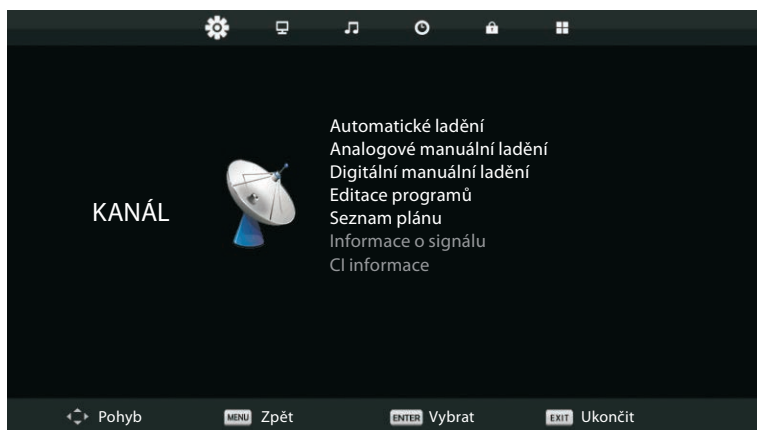 KANÁL
Automatické ladění
Analogové manuální ladění
Digitální manuální ladění
Editace programů
Seznam plánu
Informace o signálu
CI informace
Pohyb MENU Zpět ENTER Vybrat EXIT Ukončit